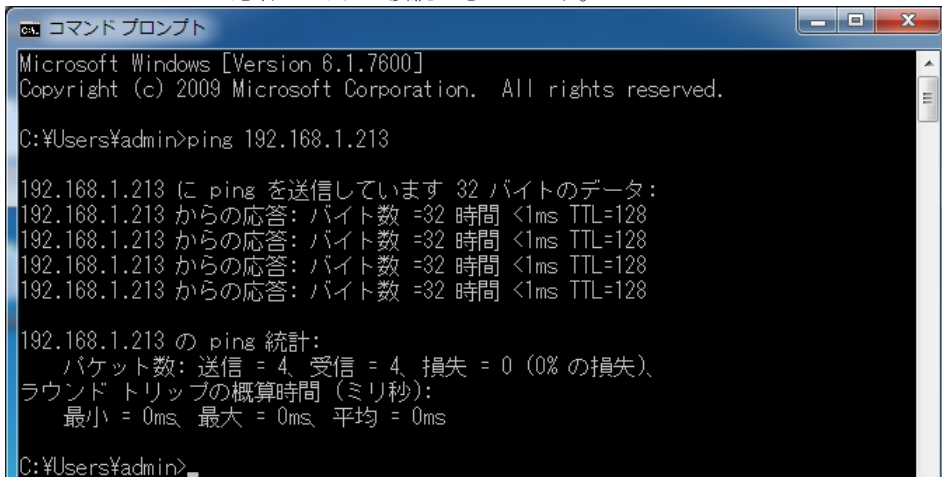 コマンド プロンプト
Microsoft Windows [Version 6.1.7600]
Copyright (c) 2009 Microsoft Corporation. All rights reserved.
C:¥Users¥admin>ping 192.168.1.213
192.168.1.213 に ping を送信しています 32 バイトのデータ:
192.168.1.213 からの応答: バイト数 =32 時間 <1ms TTL=128
192.168.1.213 からの応答: バイト数 =32 時間 <1ms TTL=128
192.168.1.213 からの応答: バイト数 =32 時間 <1ms TTL=128
192.168.1.213 からの応答: バイト数 =32 時間 <1ms TTL=128
192.168.1.213 の ping 統計:
パケット数: 送信 = 4、受信 = 4、損失 = 0 (0% の損失)、
ラウンド トリップの概算時間 (ミリ秒):
最小 = 0ms、最大 = 0ms、平均 = 0ms
C:¥Users¥admin>_